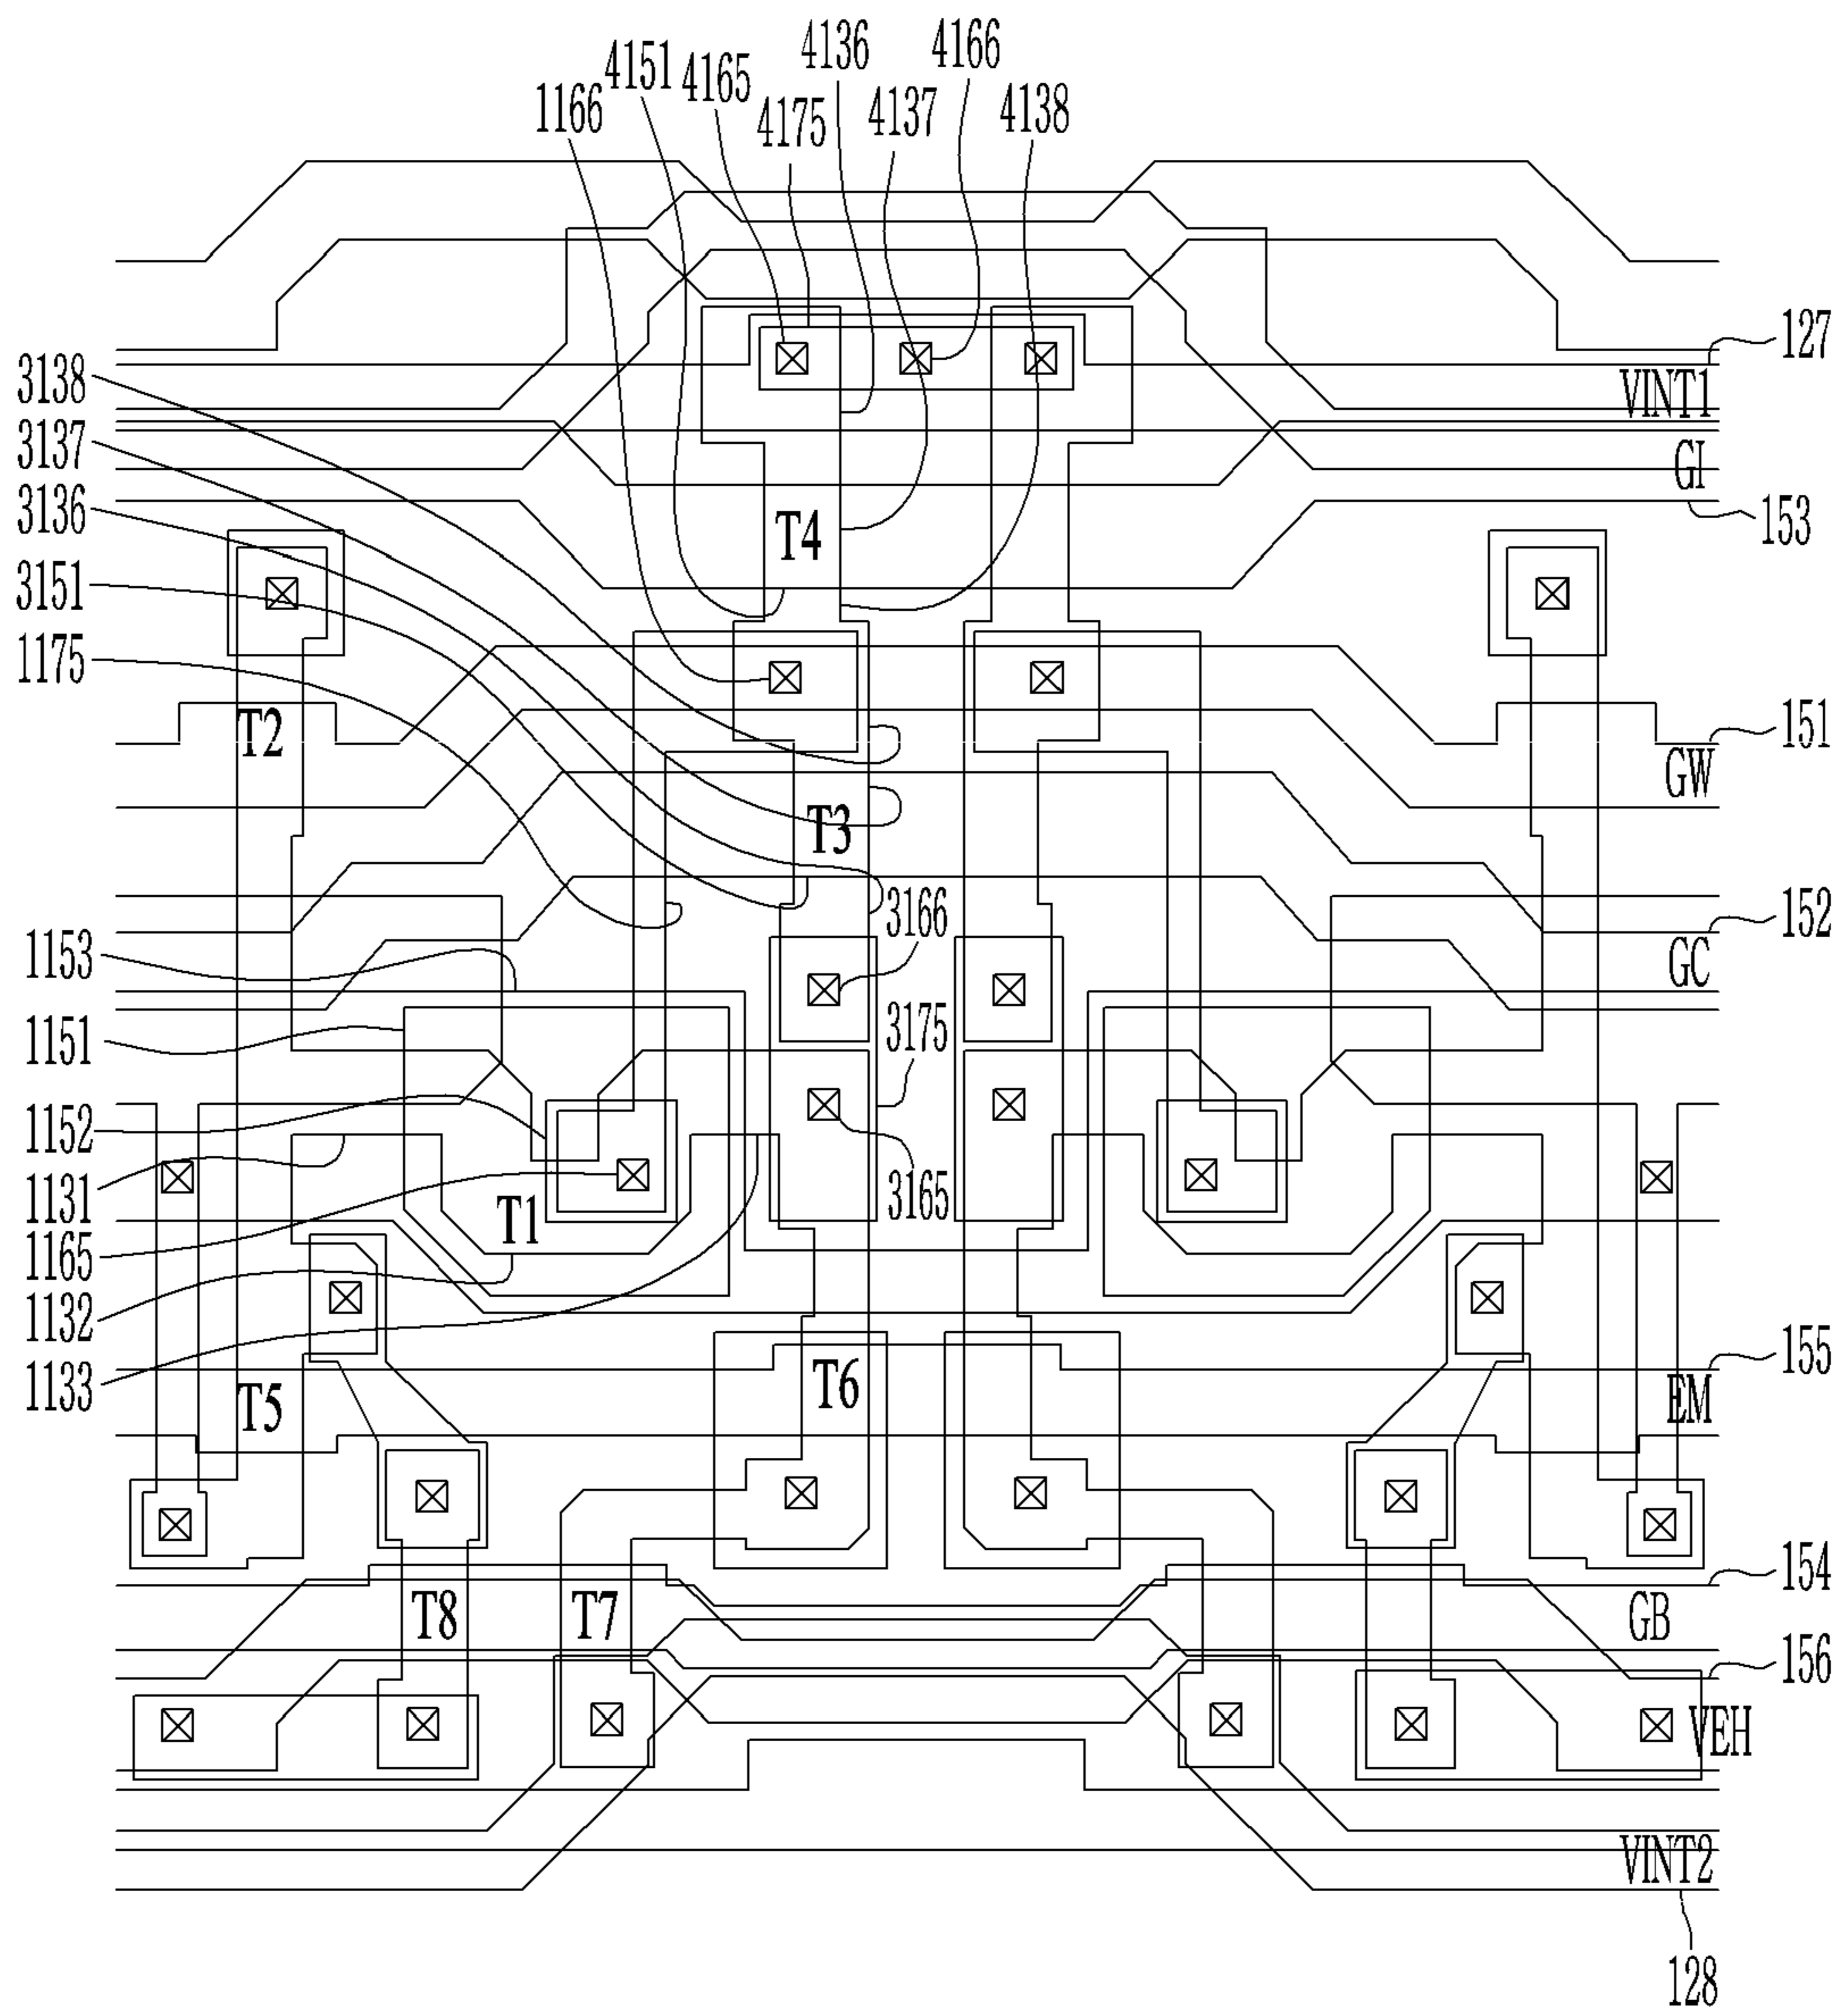 4136 4166
4151 4165
1166 4175 4137 4138
127
3138 VINT1
3137 GI
3136 T4 153
3151
1175
T2 151
GW
T3
3166 152
1153 GC
1151 3175
1152
1131 3165
T1
1165
1132
155
1133 T5 T6 EM
154
T8 T7 GB
156
VEH
VINT2
128